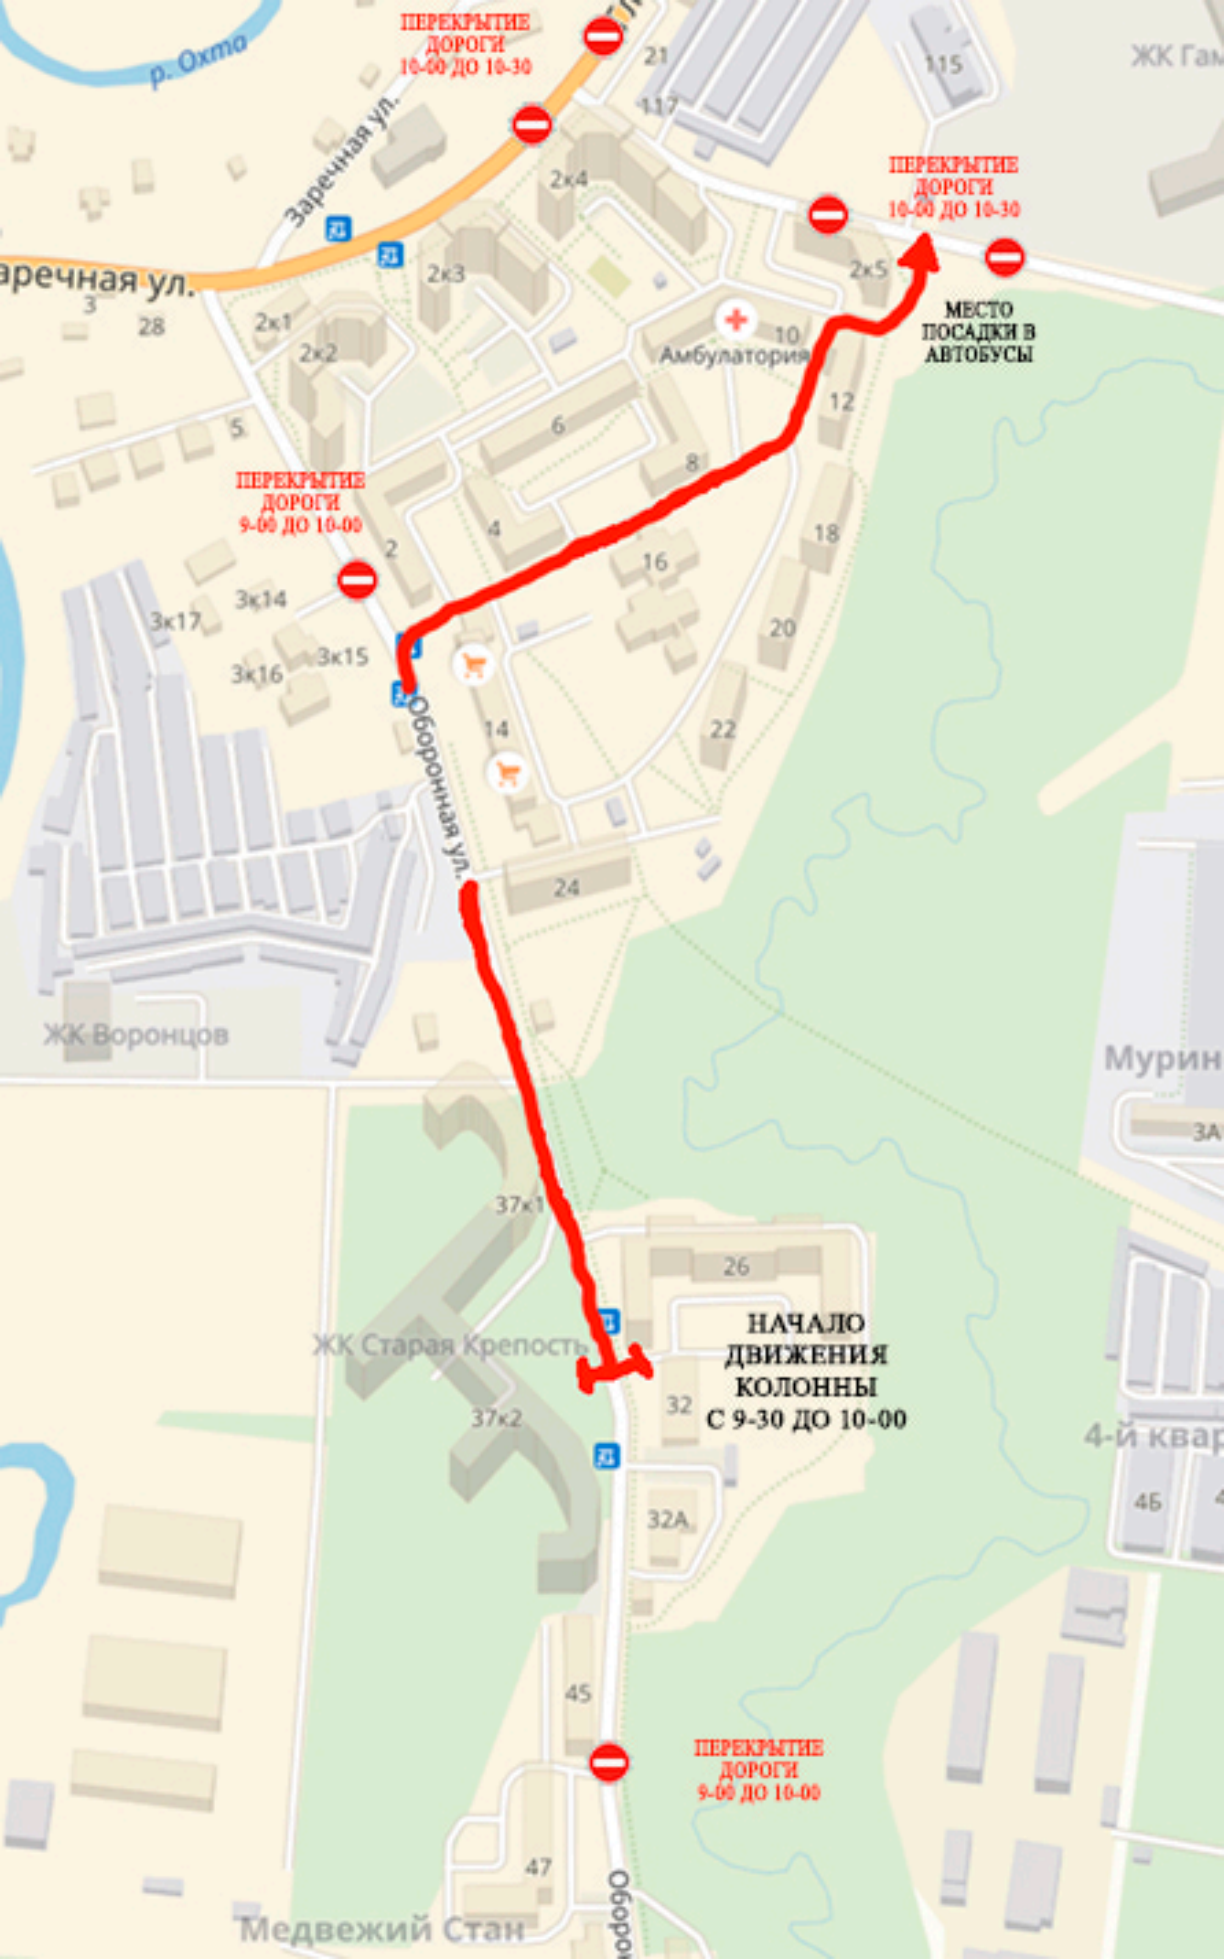 ПЕРЕКРЫТИЕ
ДОРОГИ
10-00 ДО 10-30
р. Охта
21
117
115
ЖК Гам
Заречная ул.
2к4
ПЕРЕКРЫТИЕ
ДОРОГИ
10-00 ДО 10-30
аречная ул.
3
28
2к3
2к5
2к1
2к2
10
Амбулатория
МЕСТО
ПОСАДКИ В
АВТОБУСЫ
12
5
6
8
ПЕРЕКРЫТИЕ
ДОРОГИ
9-00 ДО 10-00
4
2
18
16
3к14
3к17
3к15
3к16
20
14
22
Оборонная ул.
24
ЖК Воронцов
Мурин
3А
37к1
26
ЖК Старая Крепость
НАЧАЛО
ДВИЖЕНИЯ
КОЛОННЫ
С 9-30 ДО 10-00
32
37к2
4-й квар
4Б
4
32А
45
ПЕРЕКРЫТИЕ
ДОРОГИ
9-00 ДО 10-00
47
Оборон
Медвежий Стан